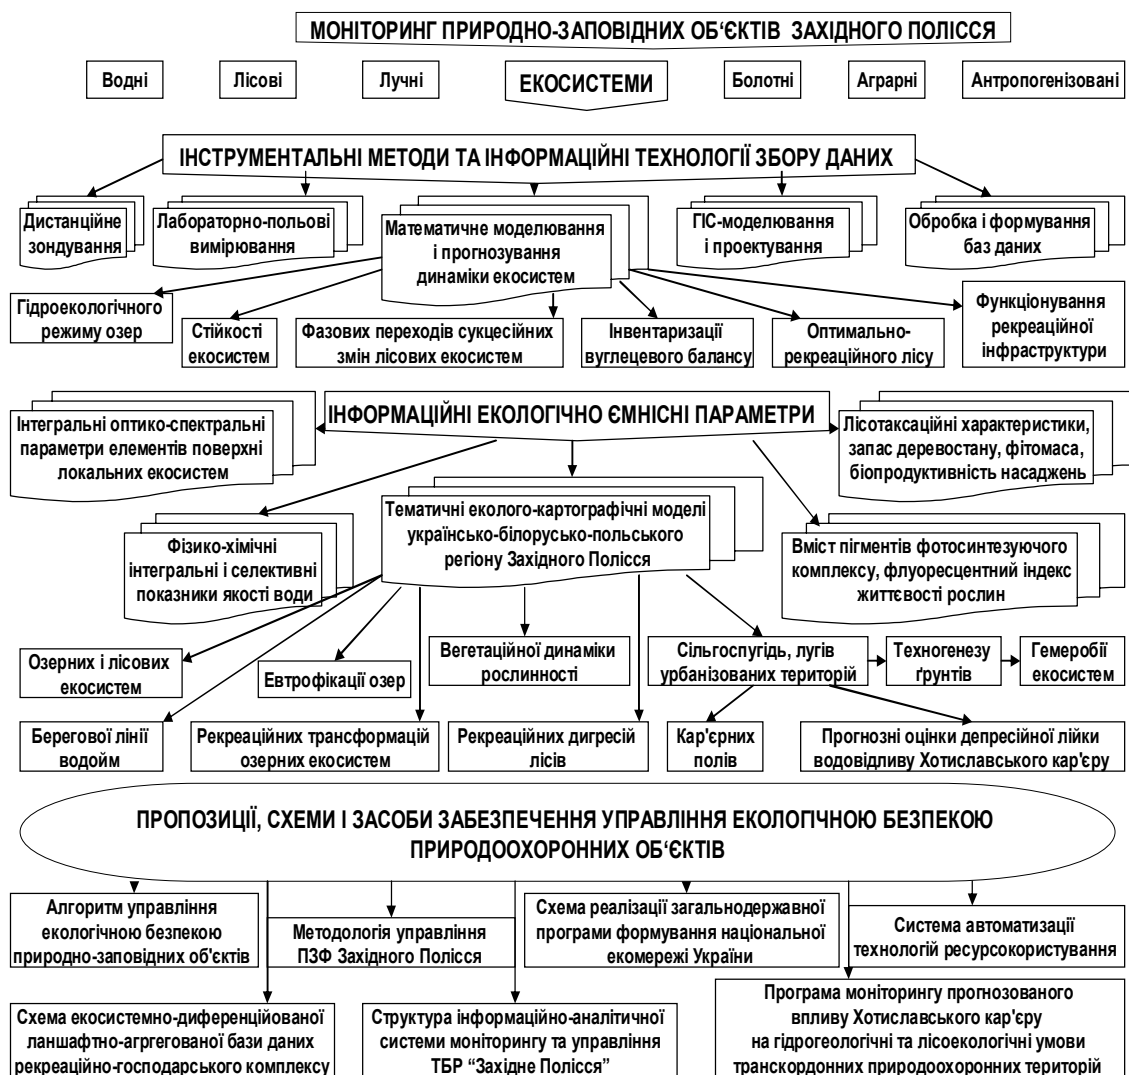 МОНІТОРИНГ ПРИРОДНО-ЗАПОВІДНИХ ОБ‘ЄКТІВ ЗАХІДНОГО ПОЛІССЯ
Водні
Лісові
Лучні
ЕКОСИСТЕМИ
Болотні
Аграрні
Антропогенізовані
ІНСТРУМЕНТАЛЬНІ МЕТОДИ ТА ІНФОРМАЦІЙНІ ТЕХНОЛОГІЇ ЗБОРУ ДАНИХ
Дистанційне
зондування
Лабораторно-польові
вимірювання
Математичне моделювання
і прогнозування
динаміки екосистем
ГІС-моделювання
і проектування
Обробка і формування
баз даних
Гідроекологічного
режиму озер
Стійкості
екосистем
Фазових переходів сукцесійних
змін лісових екосистем
Інвентаризації
вуглецевого балансу
Оптимально-
рекреаційного лісу
Функціонування
рекреаційної
інфраструктури
ІНФОРМАЦІЙНІ ЕКОЛОГІЧНО ЄМНІСНІ ПАРАМЕТРИ
Інтегральні оптико-спектральні
параметри елементів поверхні
локальних екосистем
Лісотаксаційні характеристики,
запас деревостану, фітомаса,
біопродуктивність насаджень
Фізико-хімічні
інтегральні і селективні
показники якості води
Тематичні еколого-картографічні моделі
українсько-білорусько-польського
регіону Західного Полісся
Вміст пігментів фотосинтезуючого
комплексу, флуоресцентний індекс
життєвості рослин
Озерних і лісових
екосистем
Евтрофікації озер
Вегетаційної динаміки
рослинності
Сільгоспугідь, лугів
урбанізованих територій
Техногенезу
ґрунтів
Гемеробії
екосистем
Берегової лінії
водойм
Рекреаційних трансформацій
озерних екосистем
Рекреаційних дигресій
лісів
Кар'єрних
полів
Прогнозні оцінки депресійної лійки
водовідливу Хотиславського кар'єру
ПРОПОЗИЦІЇ, СХЕМИ І ЗАСОБИ ЗАБЕЗПЕЧЕННЯ УПРАВЛІННЯ ЕКОЛОГІЧНОЮ БЕЗПЕКОЮ
ПРИРОДООХОРОННИХ ОБ‘ЄКТІВ
Алгоритм управління
екологічною безпекою
природно-заповідних об'єктів
Методологія управління
ПЗФ Західного Полісся
Схема реалізації загальнодержавної
програми формування національної
екомережі України
Система автоматизації
технологій ресурсокористування
Схема екосистемно-диференційованої
ланшафтно-агргегованої бази даних
рекреаційно-господарського комплексу
Структура інформаційно-аналітичної
системи моніторингу та управління
ТБР “Західне Полісся”
Програма моніторингу прогнозованого
впливу Хотиславського кар'єру
на гідрогеологічні та лісоекологічні умови
транскордонних природоохоронних територій